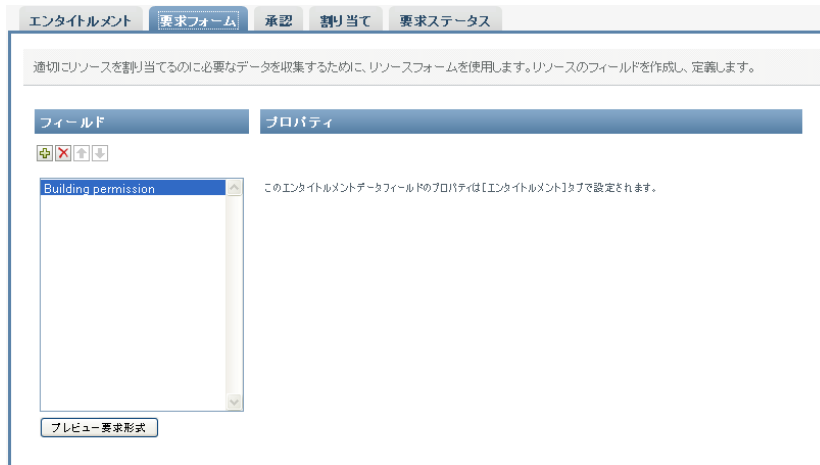 エンタイトルメント 要求フォーム 承認 割り当て 要求ステータス
適切にリソースを割り当てるのに必要なデータを収集するために、リソースフォームを使用します。リソースのフィールドを作成し、定義します。
フィールド プロパティ
Building permission
このエンタイトルメントデータフィールドのプロパティは[エンタイトルメント]タブで設定されます。
プレビュー要求形式